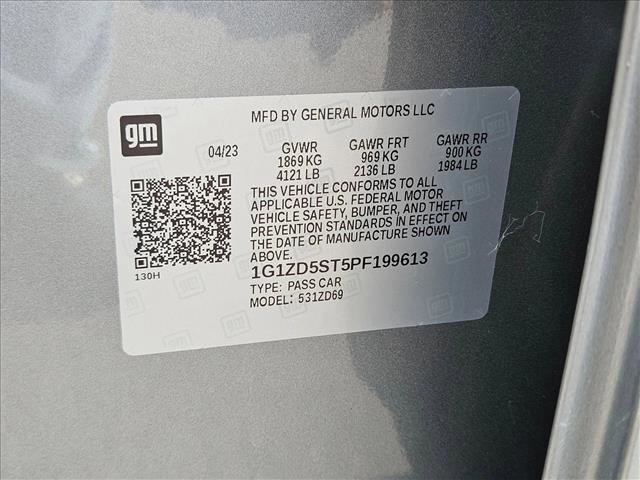 gm
MFD BY GENERAL MOTORS LLC
04/23 GVWR GAWR FRT GAWR RR
1869 KG 969 KG 900 KG
4121 LB 2136 LB 1984 LB
THIS VEHICLE CONFORMS TO ALL
APPLICABLE U.S. FEDERAL MOTOR
VEHICLE SAFETY, BUMPER, AND THEFT
PREVENTION STANDARDS IN EFFECT ON
THE DATE OF MANUFACTURE SHOWN
ABOVE.
130H
1G1ZD5ST5PF199613
TYPE: PASS CAR
MODEL: 531ZD69